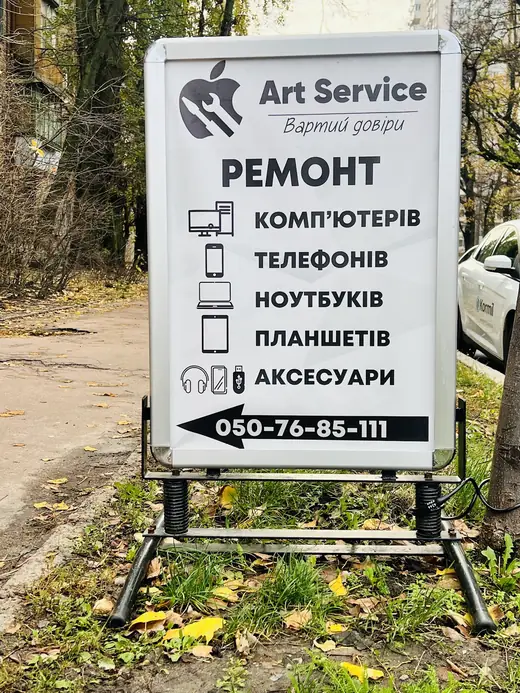 Art Service
Вартий довіри
РЕМОНТ
КОМП'ЮТЕРІВ
ТЕЛЕФОНІВ
НОУТБУКІВ
ПЛАНШЕТІВ
АКСЕСУАРИ
050-76-85-111